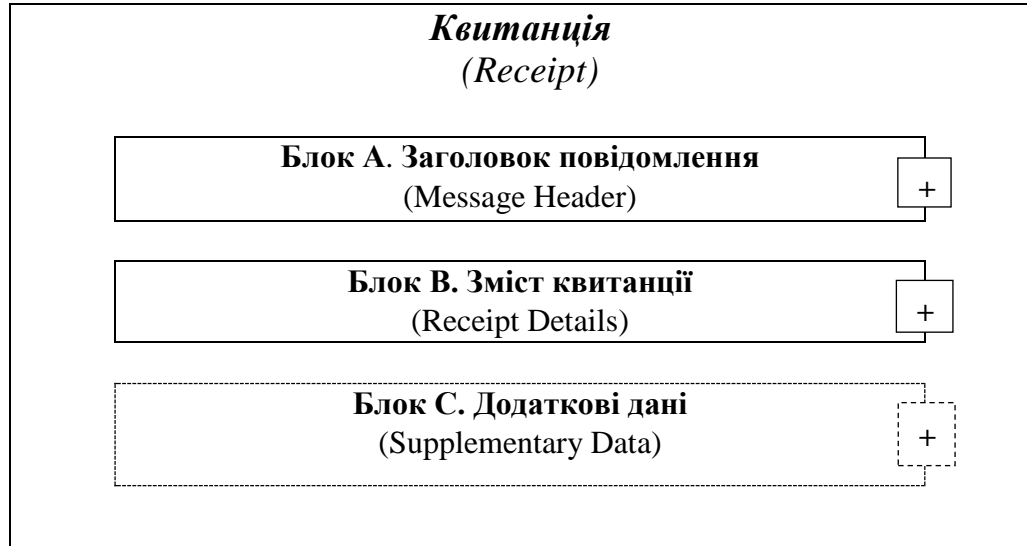 Квитанція
(Receipt)
Блок А. Заголовок повідомлення
(Message Header)
+
Блок В. Зміст квитанції
(Receipt Details)
+
Блок С. Додаткові дані
(Supplementary Data)
+